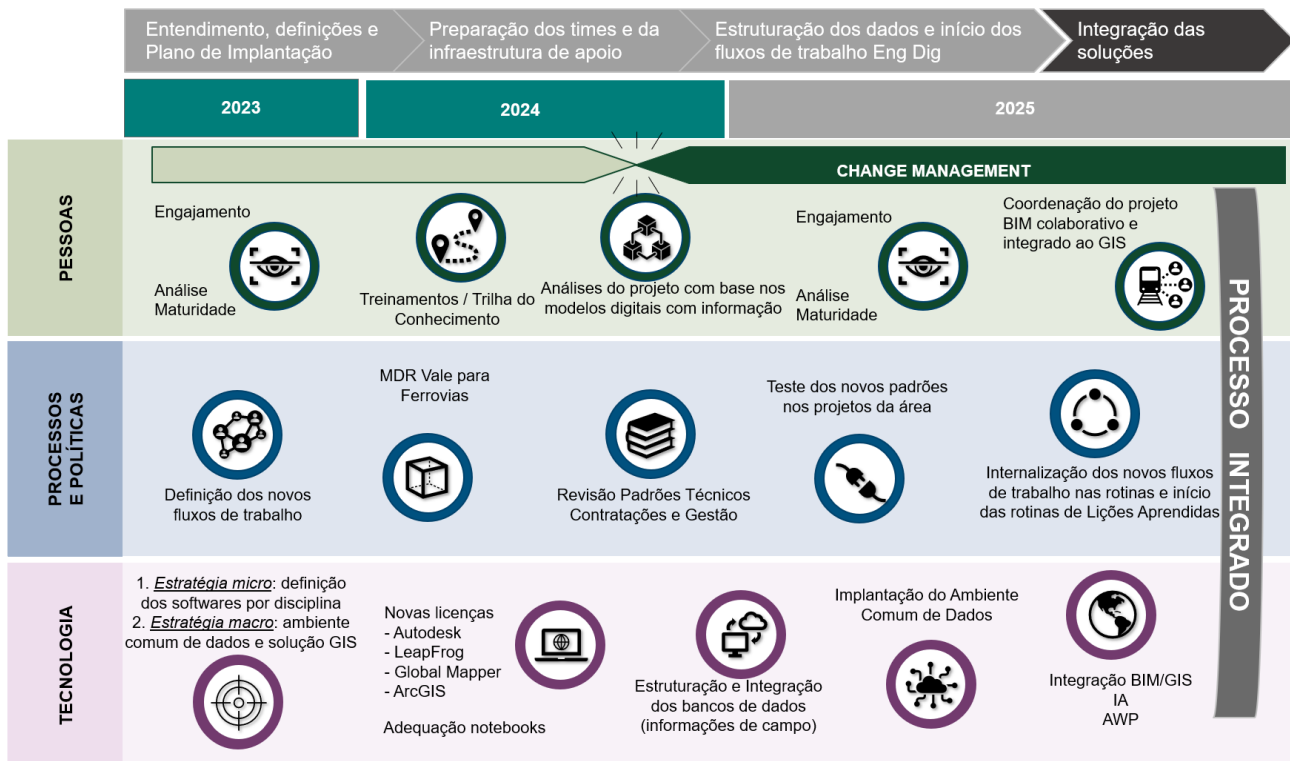 Entendimento, definições e
Plano de Implantação
Preparação dos times e da
infraestrutura de apoio
Estruturação dos dados e início dos
fluxos de trabalho Eng Dig
Integração das
soluções
2023
2024
2025
CHANGE MANAGEMENT
PESSOAS
Engajamento
Análise
Maturidade
Treinamentos / Trilha do
Conhecimento
Análises do projeto com base nos
modelos digitais com informação
Engajamento
Análise
Maturidade
Coordenação do projeto
BIM colaborativo e
integrado ao GIS
PROCESSO INTEGRADO
PROCESSOS
E POLÍTICAS
Definição dos novos
fluxos de trabalho
MDR Vale para
Ferrovias
Revisão Padrões Técnicos
Contratações e Gestão
Teste dos novos padrões
nos projetos da área
Internalização dos novos fluxos
de trabalho nas rotinas e início
das rotinas de Lições Aprendidas
TECNOLOGIA
1. Estratégia micro: definição
dos softwares por disciplina
2. Estratégia macro: ambiente
comum de dados e solução GIS
Novas licenças
- Autodesk
- LeapFrog
- Global Mapper
- ArcGIS
Adequação notebooks
Estruturação e Integração
dos bancos de dados
(informações de campo)
Implantação do Ambiente
Comum de Dados
Integração BIM/GIS
IA
AWP